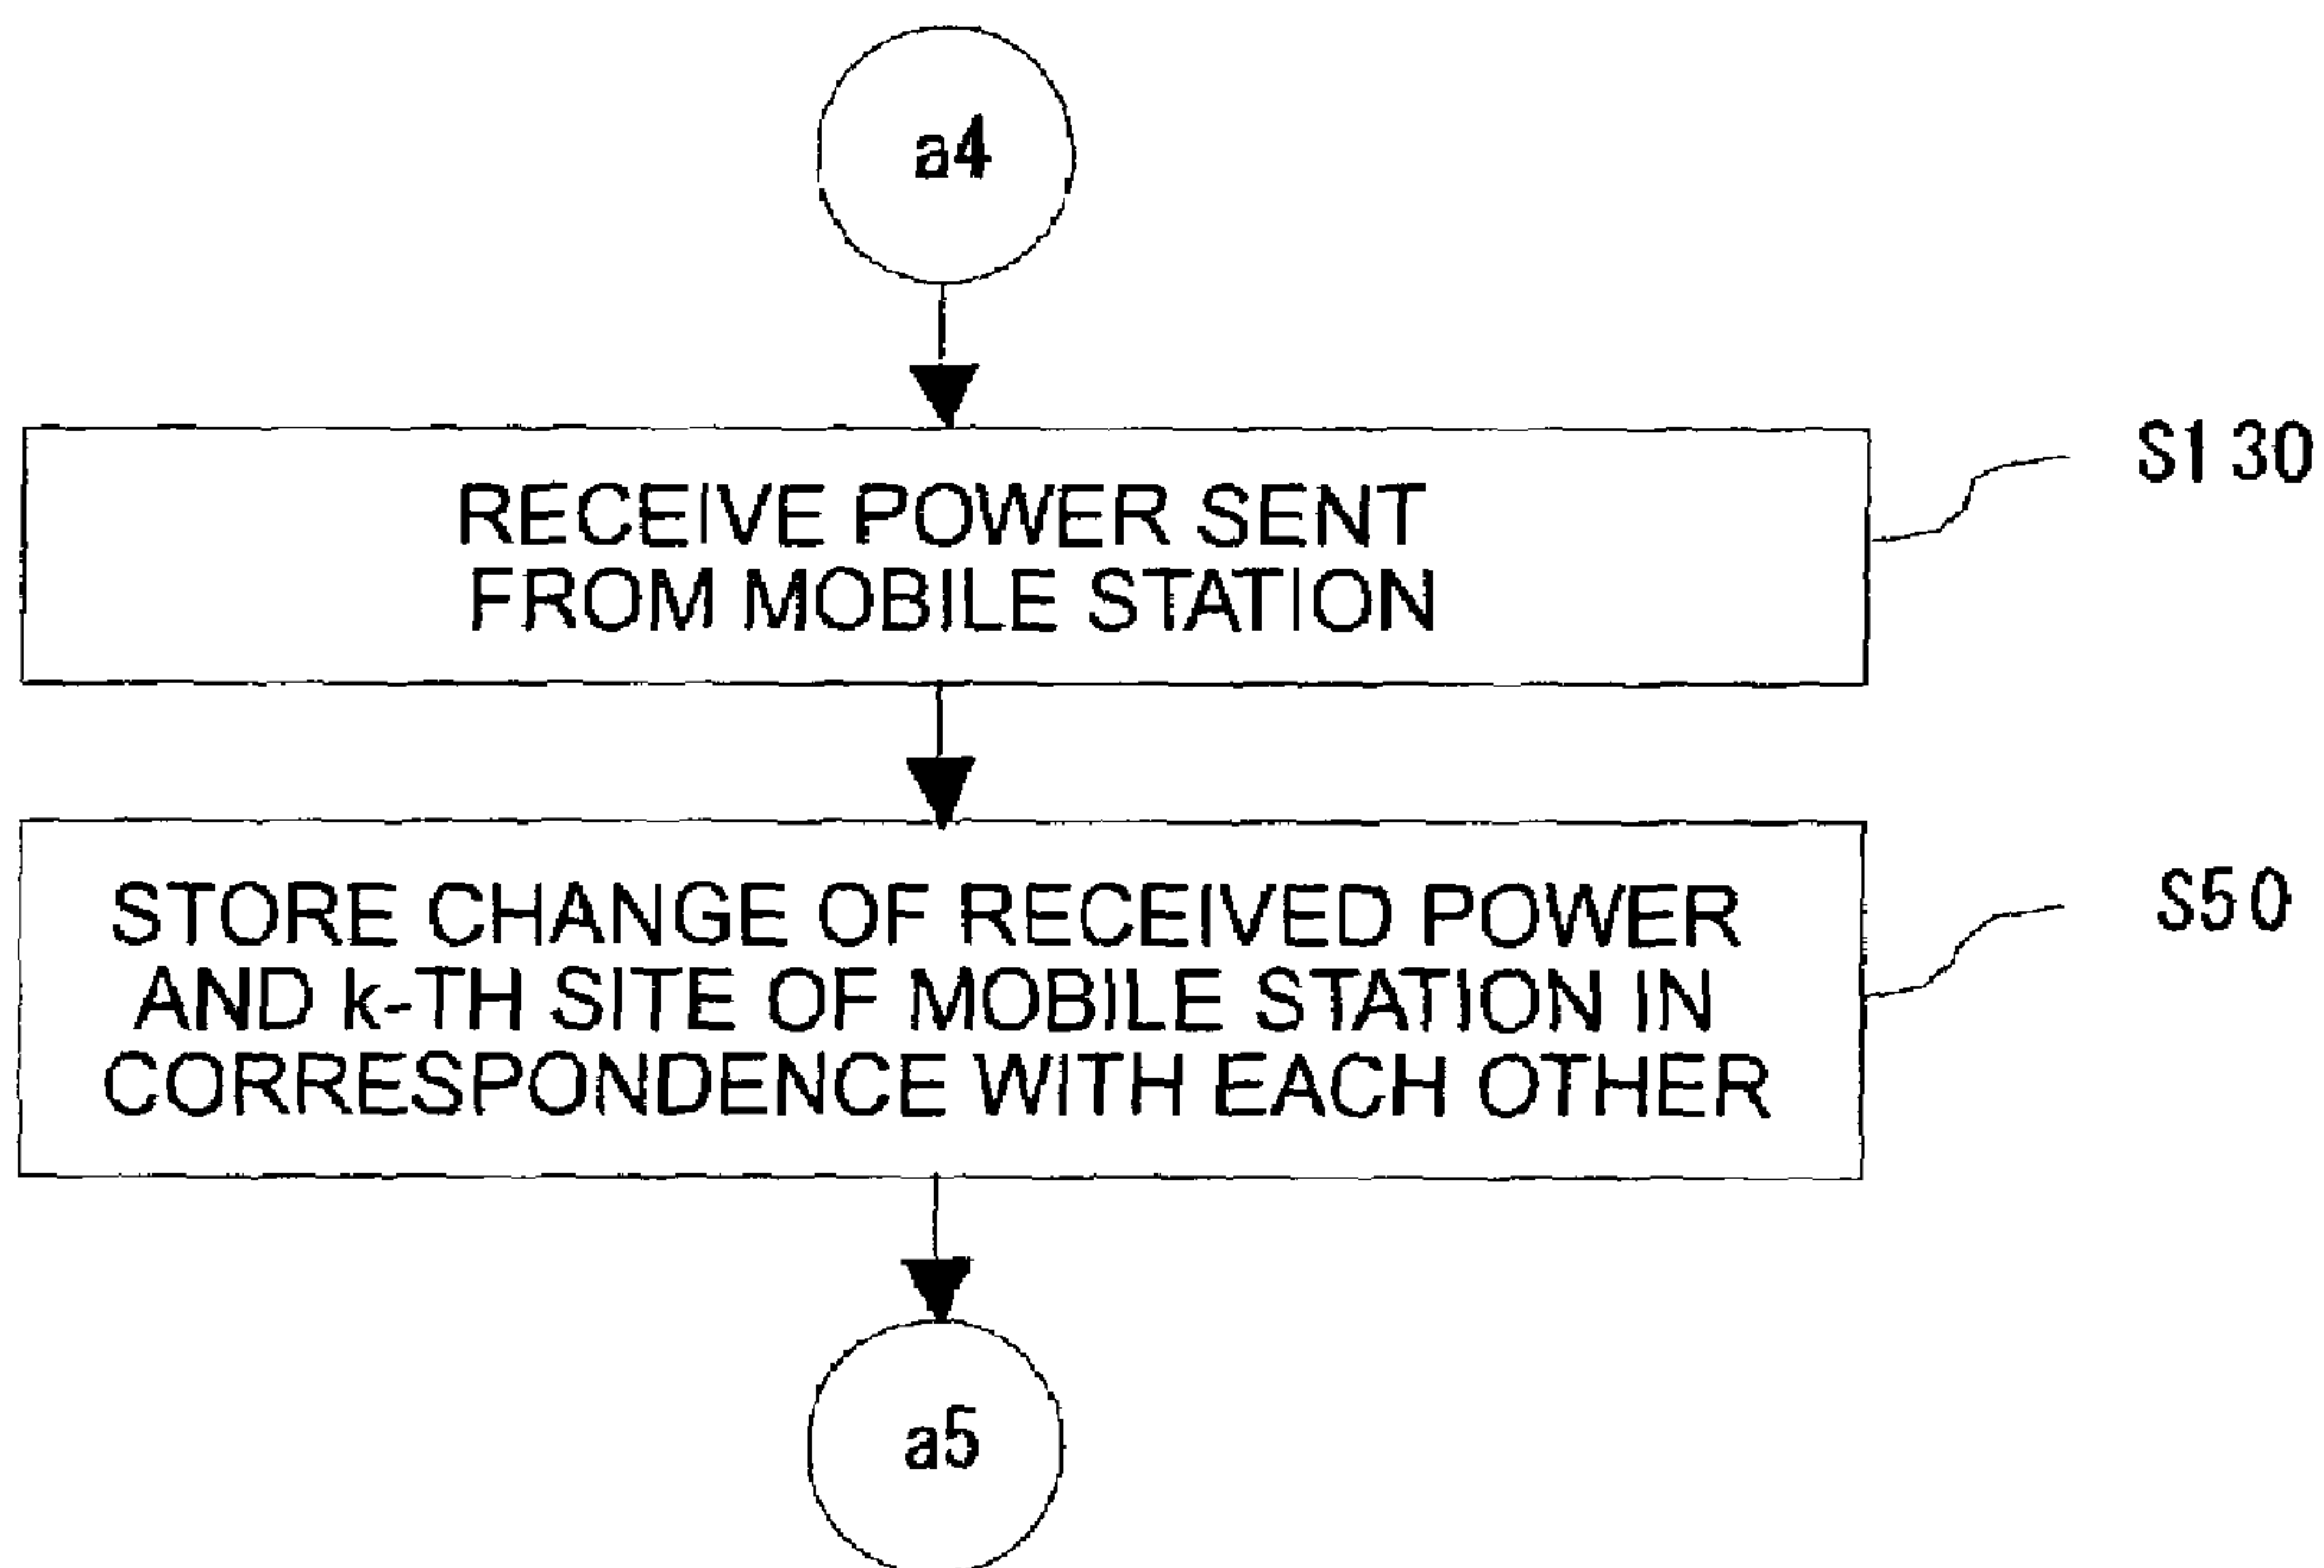 a4
RECEIVE POWER SENT
FROM MOBILE STATION
S130
STORE CHANGE OF RECEIVED POWER
AND k-TH SITE OF MOBILE STATION IN
CORRESPONDENCE WITH EACH OTHER
S50
a5